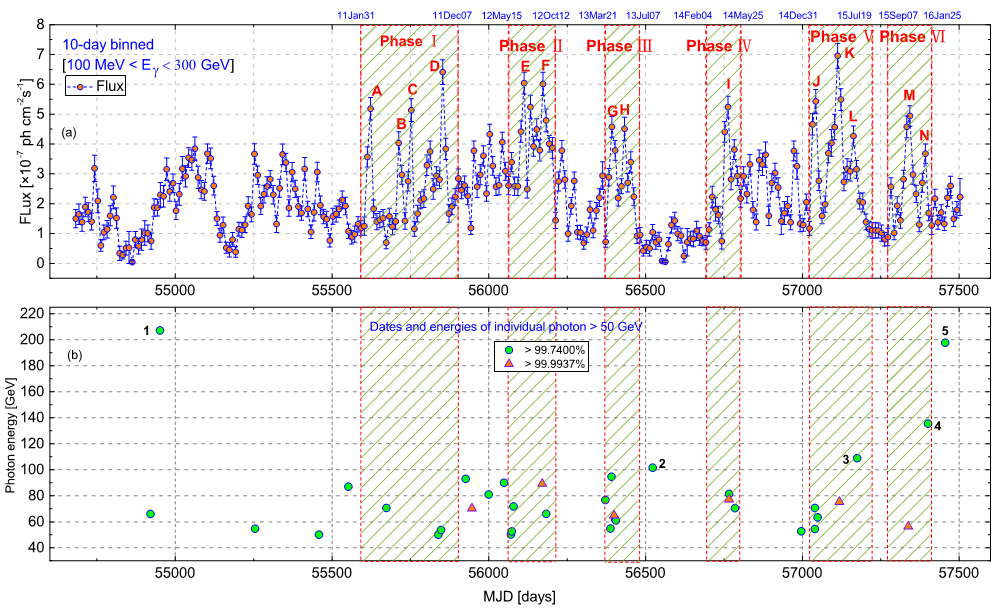 11Jan31 11Dec07 12May15 12Oct12 13Mar21 13Jul07 14Feb04 14May25 14Dec31 15Jul19 15Sep07 16Jan25
8
7
6
5
4
3
2
1
0
Flux [×10⁻⁷ ph cm⁻²s⁻¹]
10-day binned
[100 MeV < Eγ < 300 GeV]
Flux
(a)
Phase Ⅰ
Phase Ⅱ
Phase Ⅲ
Phase Ⅳ
Phase Ⅴ
Phase Ⅵ
A
B
C
D
E
F
G
H
I
J
K
L
M
N
55000 55500 56000 56500 57000 57500
220
200
180
160
140
120
100
80
60
40
Photon energy [GeV]
(b)
Dates and energies of individual photon > 50 GeV
> 99.7400%
> 99.9937%
1
2
3
4
5
55000 55500 56000 56500 57000 57500
MJD [days]